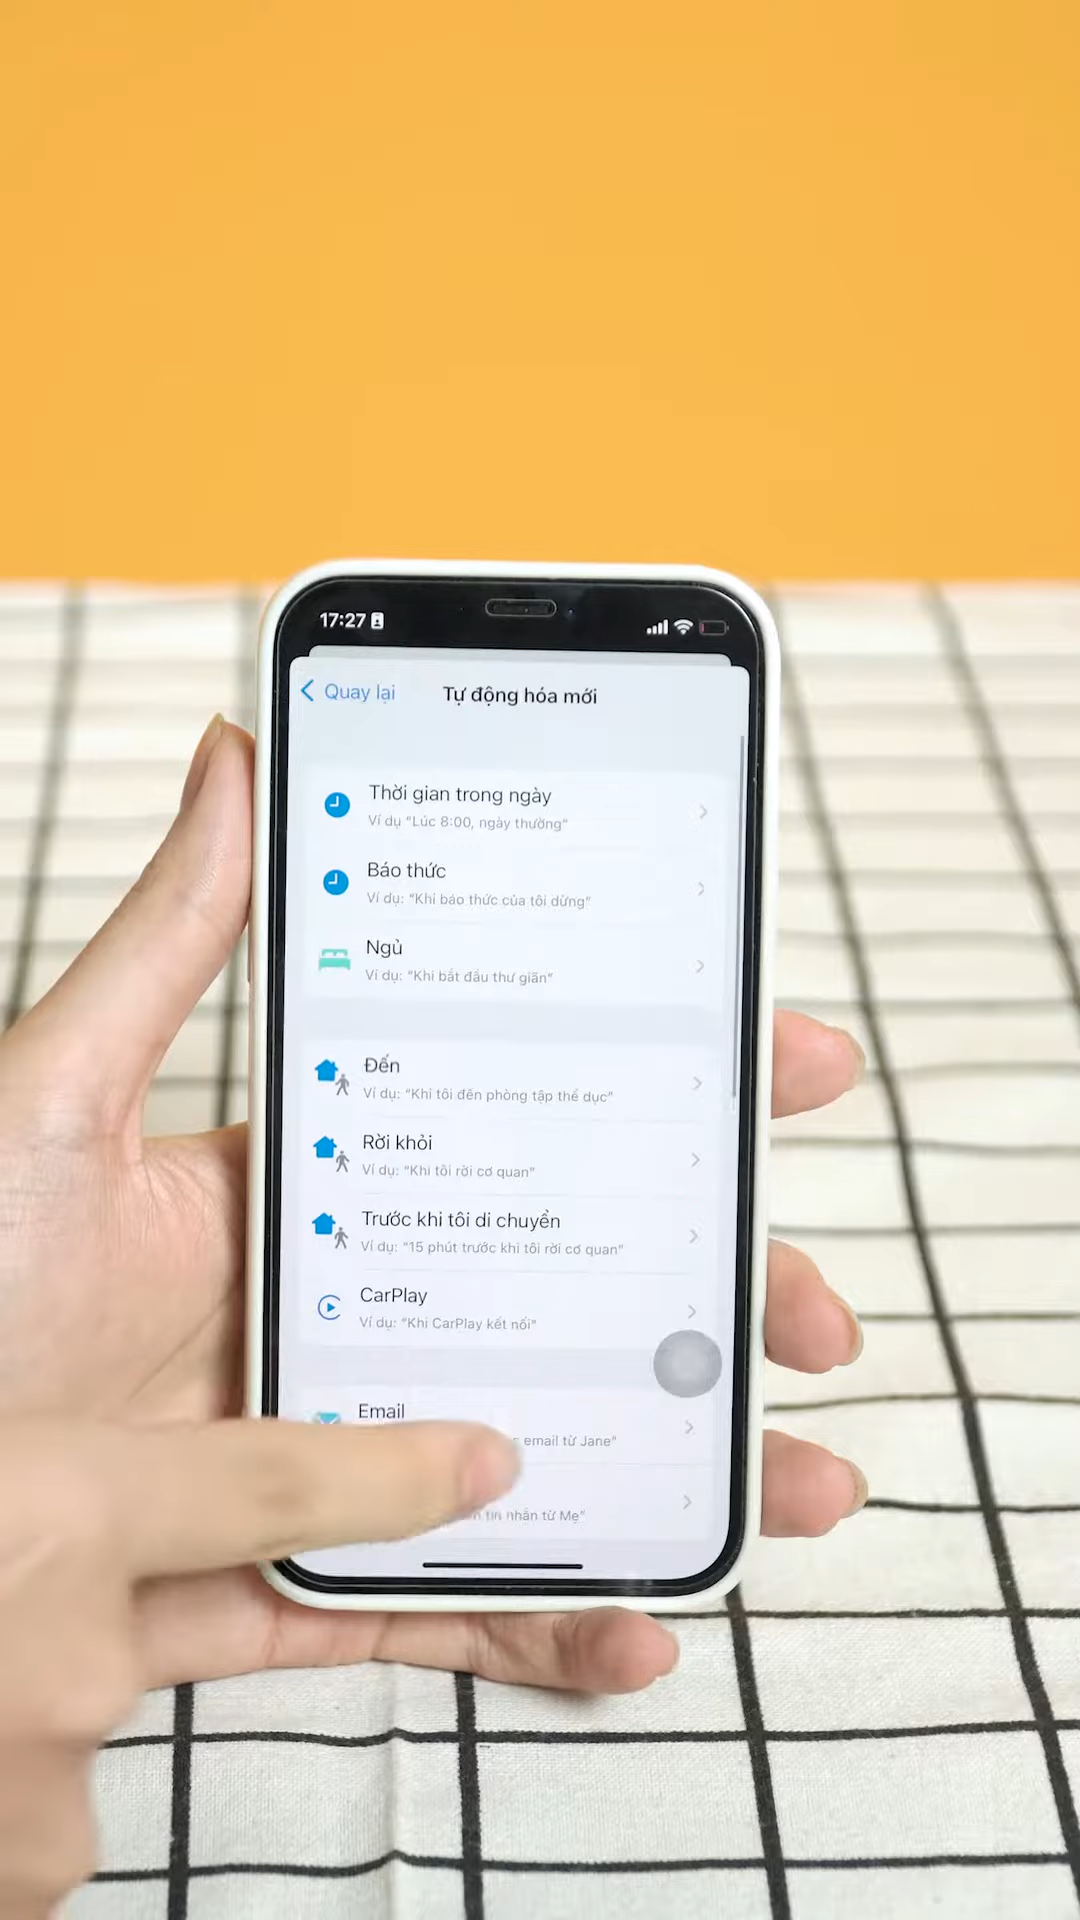 17:27
Quay lại
Tự động hóa mới
Thời gian trong ngày
Ví dụ "Lúc 8:00, ngày thường"
Báo thức
Ví dụ: "Khi báo thức của tôi dừng"
Ngủ
Ví dụ: "Khi bắt đầu thư giãn"
Đến
Ví dụ: "Khi tôi đến phòng tập thể dục"
Rời khỏi
Ví dụ: "Khi tôi rời cơ quan"
Trước khi tôi di chuyển
Ví dụ: "15 phút trước khi tôi rời cơ quan"
CarPlay
Ví dụ: "Khi CarPlay kết nối"
Email
email từ Jane"
tin nhắn từ Mẹ"